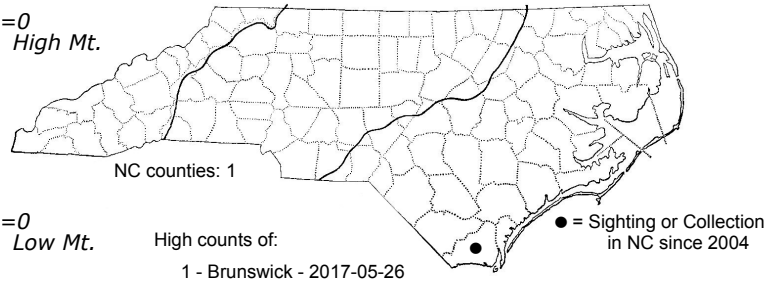 =0
High Mt.
NC counties: 1
=0
Low Mt.
High counts of:
1 - Brunswick - 2017-05-26
● = Sighting or Collection
in NC since 2004